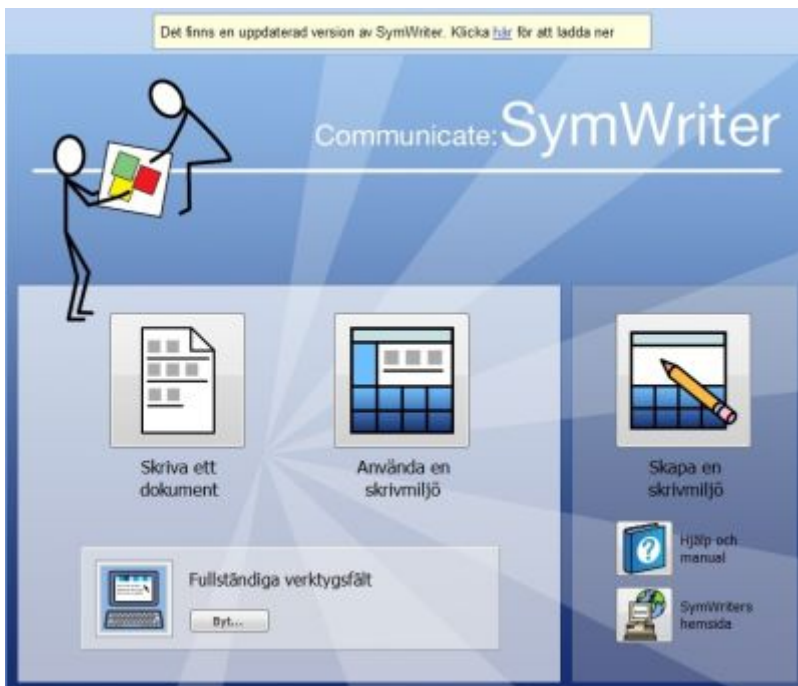 Det finns en uppdaterad version av SymWriter. Klicka här för att ladda ner
Communicate: SymWriter
Skriva ett
dokument
Använda en
skrivmiljö
Skapa en
skrivmiljö
Fullständiga verktygsfält
Byt...
Hjälp och
manual
SymWriters
hemsida